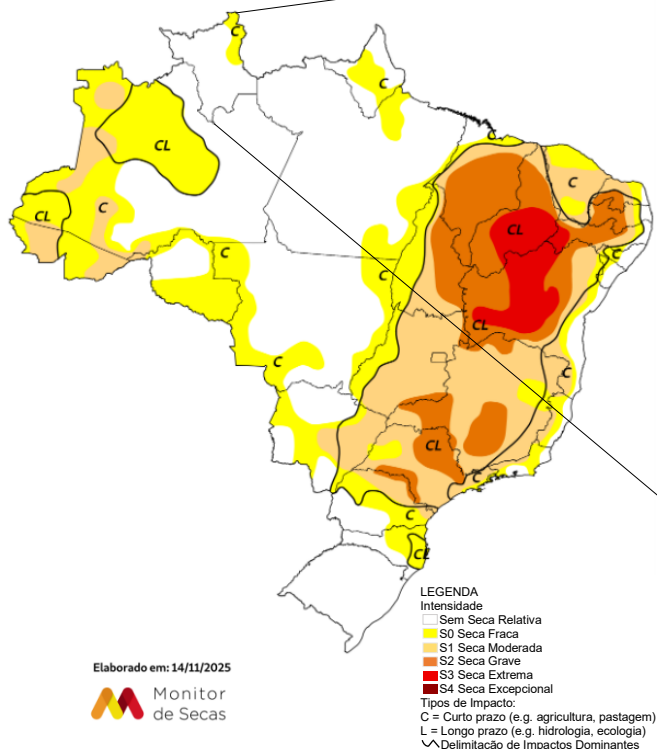 C
C
CL
C
C
CL
C
CL
C
C
C
C
CL
C
C
CL
C
C
CL
LEGENDA
Intensidade
Sem Seca Relativa
S0 Seca Fraca
S1 Seca Moderada
S2 Seca Grave
S3 Seca Extrema
S4 Seca Excepcional
Tipos de Impacto:
C = Curto prazo (e.g. agricultura, pastagem)
L = Longo prazo (e.g. hidrologia, ecologia)
Delimitação de Impactos Dominantes
Elaborado em: 14/11/2025
Monitor
de Secas